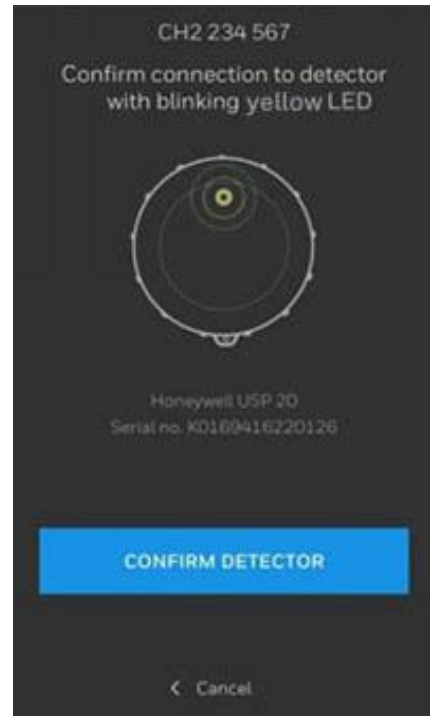 CH2 234 567
Confirm connection to detector
with blinking yellow LED
Honeywell USP 20
Serial no. K0169416220126
CONFIRM DETECTOR
< Cancel